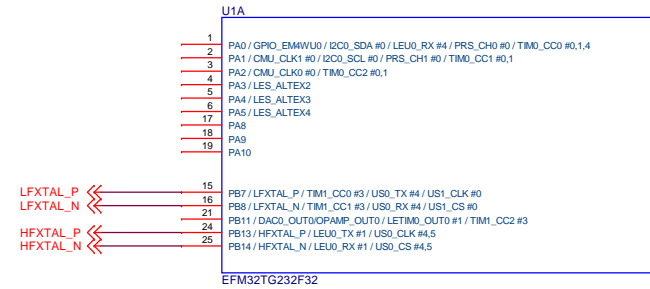 U1A
1 PA0 / GPIO_EM4WU0 / I2C0_SDA #0 / LEU0_RX #4 / PRS_CH0 #0 / TIM0_CC0 #0,1,4
2 PA1 / CMU_CLK1 #0 / I2C0_SCL #0 / PRS_CH1 #0 / TIM0_CC1 #0,1
3 PA2 / CMU_CLK0 #0 / TIM0_CC2 #0,1
4 PA3 / LES_ALTEX2
5 PA4 / LES_ALTEX3
6 PA5 / LES_ALTEX4
17 PA8
18 PA9
19 PA10
LFXTAL_P 15 PB7 / LFXTAL_P / TIM1_CC0 #3 / US0_TX #4 / US1_CLK #0
LFXTAL_N 16 PB8 / LFXTAL_N / TIM1_CC1 #3 / US0_RX #4 / US1_CS #0
21 PB11 / DAC0_OUT0/OPAMP_OUT0 / LETIM0_OUT0 #1 / TIM1_CC2 #3
HFXTAL_P 24 PB13 / HFXTAL_P / LEU0_TX #1 / US0_CLK #4,5
HFXTAL_N 25 PB14 / HFXTAL_N / LEU0_RX #1 / US0_CS #4,5
EFM32TG232F32